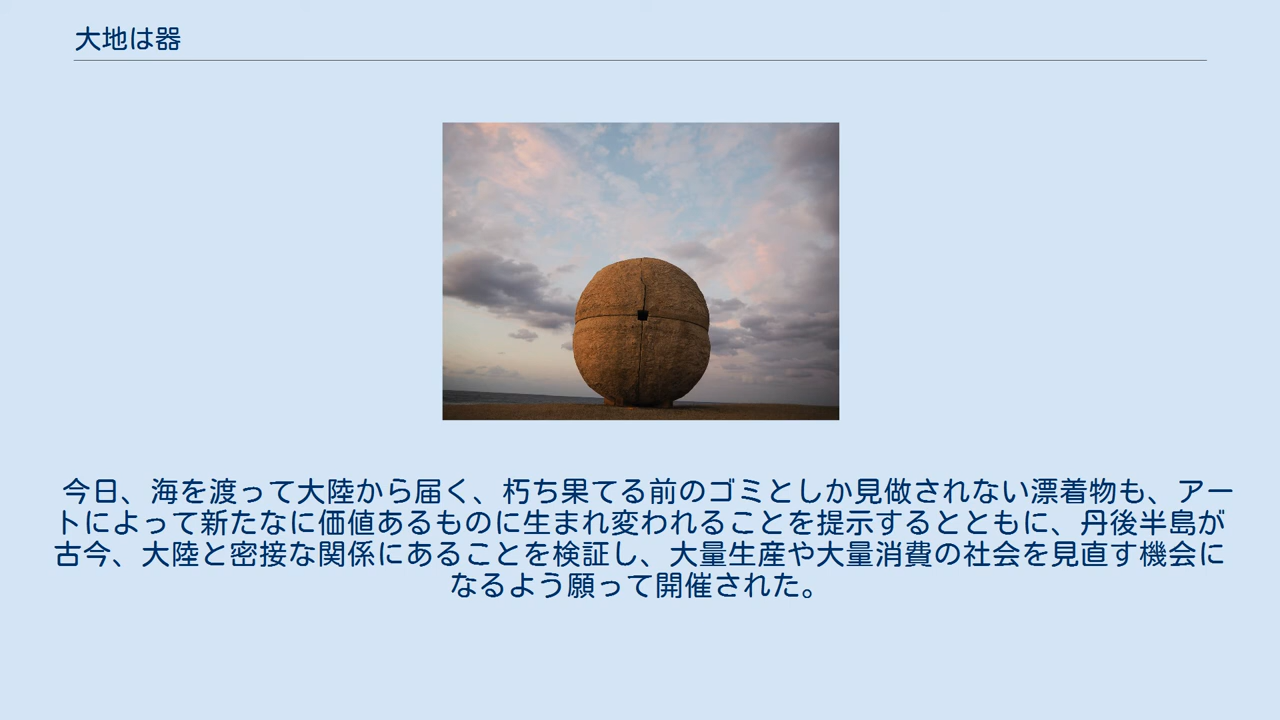 大地は器
今日、海を渡って大陸から届く、朽ち果てる前のゴミとしか見做されない漂着物も、アー
トによって新たなに価値あるものに生まれ変われることを提示するとともに、丹後半島が
古今、大陸と密接な関係にあることを検証し、大量生産や大量消費の社会を見直す機会に
なるよう願って開催された。